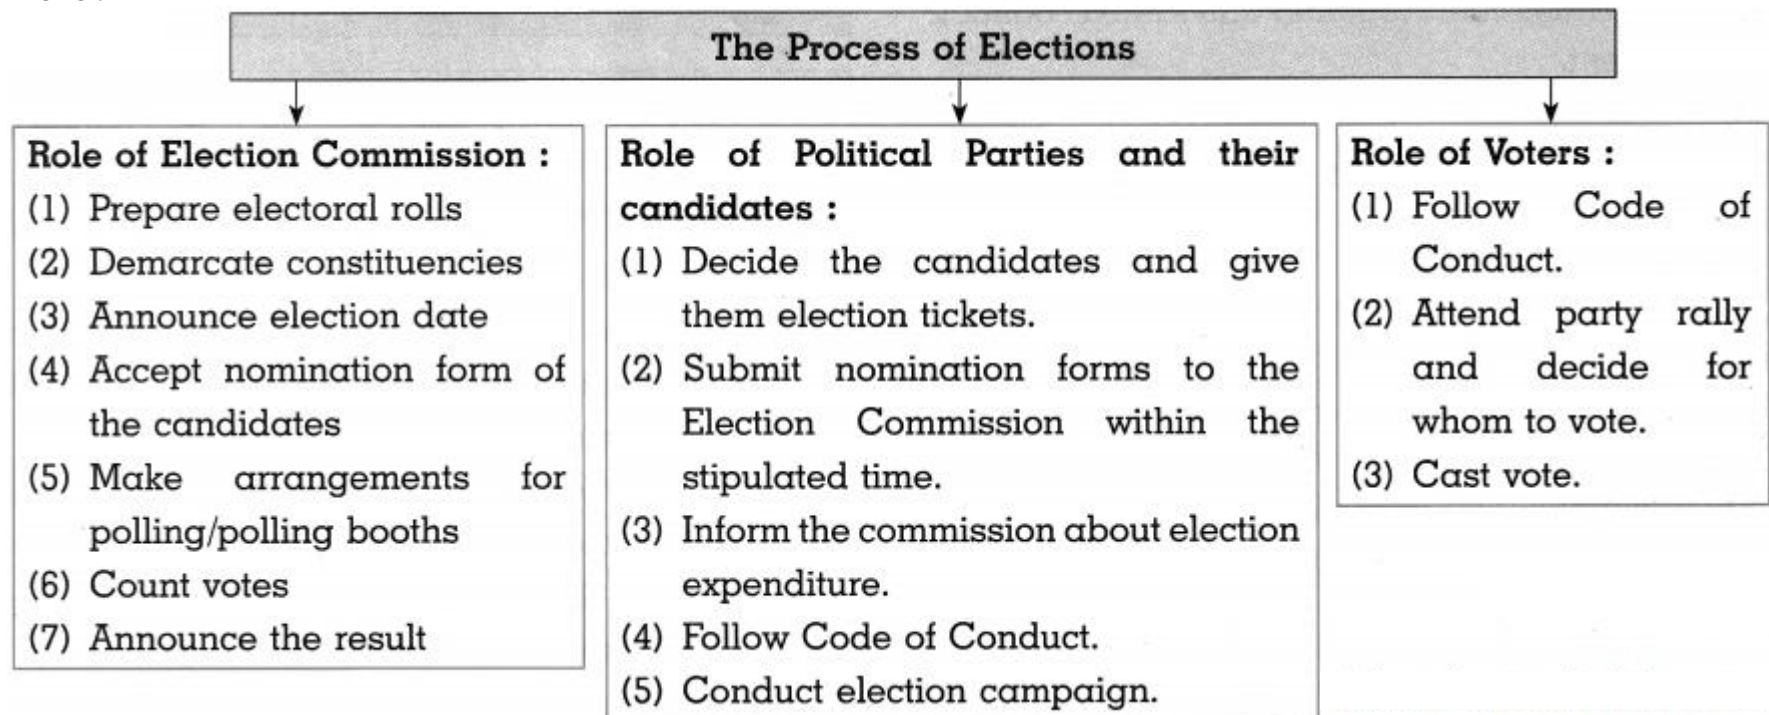 The Process of Elections
Role of Election Commission :
(1) Prepare electoral rolls
(2) Demarcate constituencies
(3) Announce election date
(4) Accept nomination form of
the candidates
(5) Make arrangements for
polling/polling booths
(6) Count votes
(7) Announce the result
Role of Political Parties and their
candidates :
(1) Decide the candidates and give
them election tickets.
(2) Submit nomination forms to the
Election Commission within the
stipulated time.
(3) Inform the commission about election
expenditure.
(4) Follow Code of Conduct.
(5) Conduct election campaign.
Role of Voters :
(1) Follow Code of
Conduct.
(2) Attend party rally
and decide for
whom to vote.
(3) Cast vote.